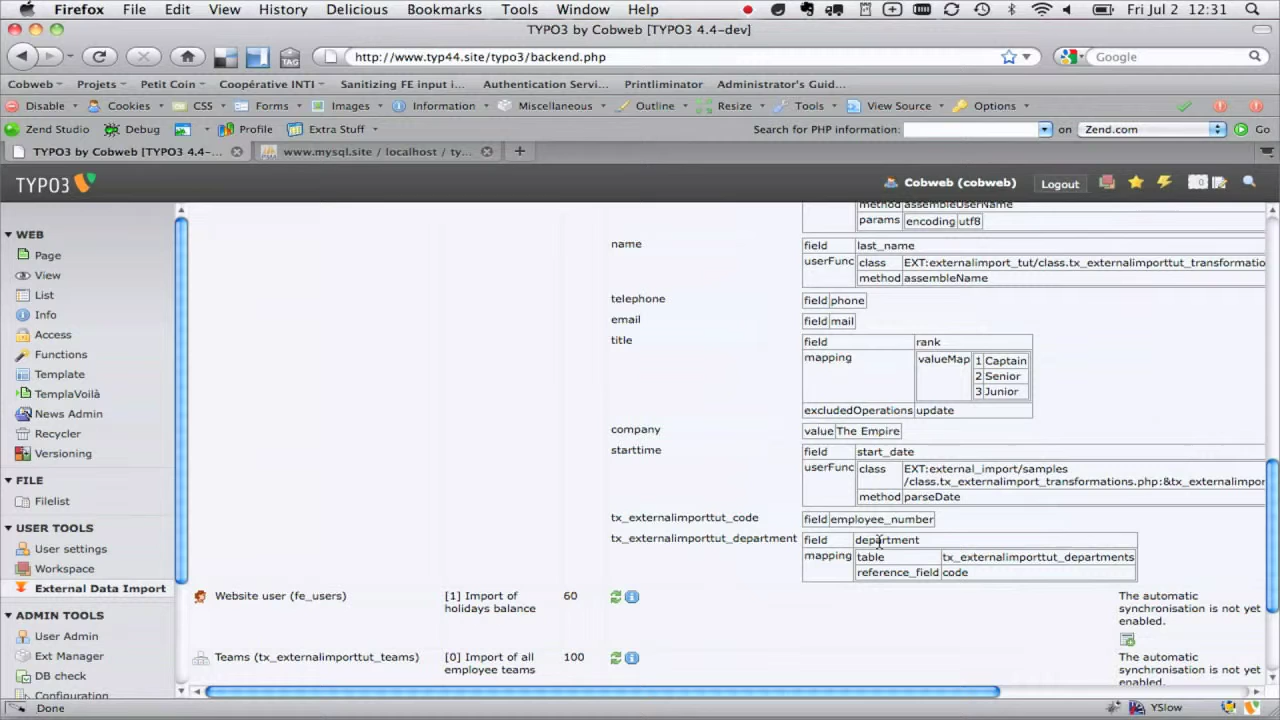 Firefox File Edit View History Delicious Bookmarks Tools Window Help Fri Jul 2 12:31
TYPO3 by Cobweb [TYPO3 4.4-dev]
http://www.typ44.site/typo3/backend.php Google
Cobweb Projets Petit Coin Coopérative INTI Sanitizing FE input i... Authentication Servi... Printliminator Administrator's Guid...
Disable Cookies CSS Forms Images Information Miscellaneous Outline Resize Tools View Source Options
Zend Studio Debug Profile Extra Stuff Search for PHP information: on Zend.com Go
TYPO3 by Cobweb [TYPO3 4.4-... www.mysql.site / localhost / ty...
TYPO3 Cobweb (cobweb) Logout 0
WEB
Page
View
List
Info
Access
Functions
Template
TemplaVoilà
News Admin
Recycler
Versioning
FILE
Filelist
USER TOOLS
User settings
Workspace
External Data Import
ADMIN TOOLS
User Admin
Ext Manager
DB check
Configuration
method assembleUserName
params encoding utf8
name field last_name
userFunc class EXT:externalimport_tut/class.tx_externalimporttut_transformatio
method assembleName
telephone field phone
email field mail
title field rank
mapping valueMap 1 Captain
2 Senior
3 Junior
excludedOperations update
company value The Empire
starttime field start_date
userFunc class EXT:external_import/samples
/class.tx_externalimport_transformations.php:&tx_externalimpor
method parseDate
tx_externalimporttut_code field employee_number
tx_externalimporttut_department field department
mapping table tx_externalimporttut_departments
reference_field code
Website user (fe_users) [1] Import of 60 The automatic
holidays balance synchronisation is not yet
enabled.
Teams (tx_externalimporttut_teams) [0] Import of all 100 The automatic
employee teams synchronisation is not yet
enabled.
Done YSlow